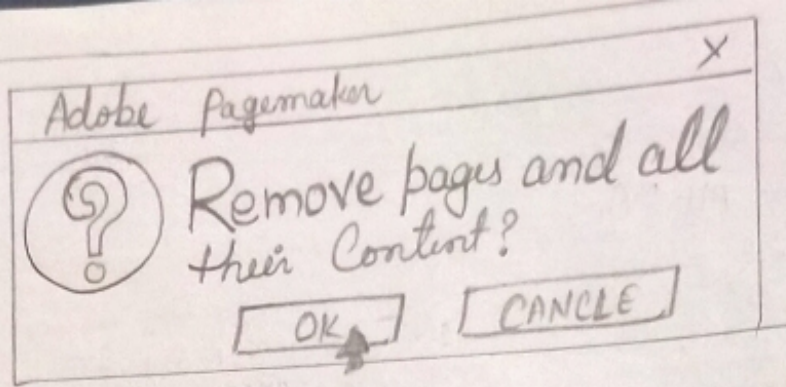 Adobe Pagemaker X
?
Remove pages and all
their Content?
OK CANCLE